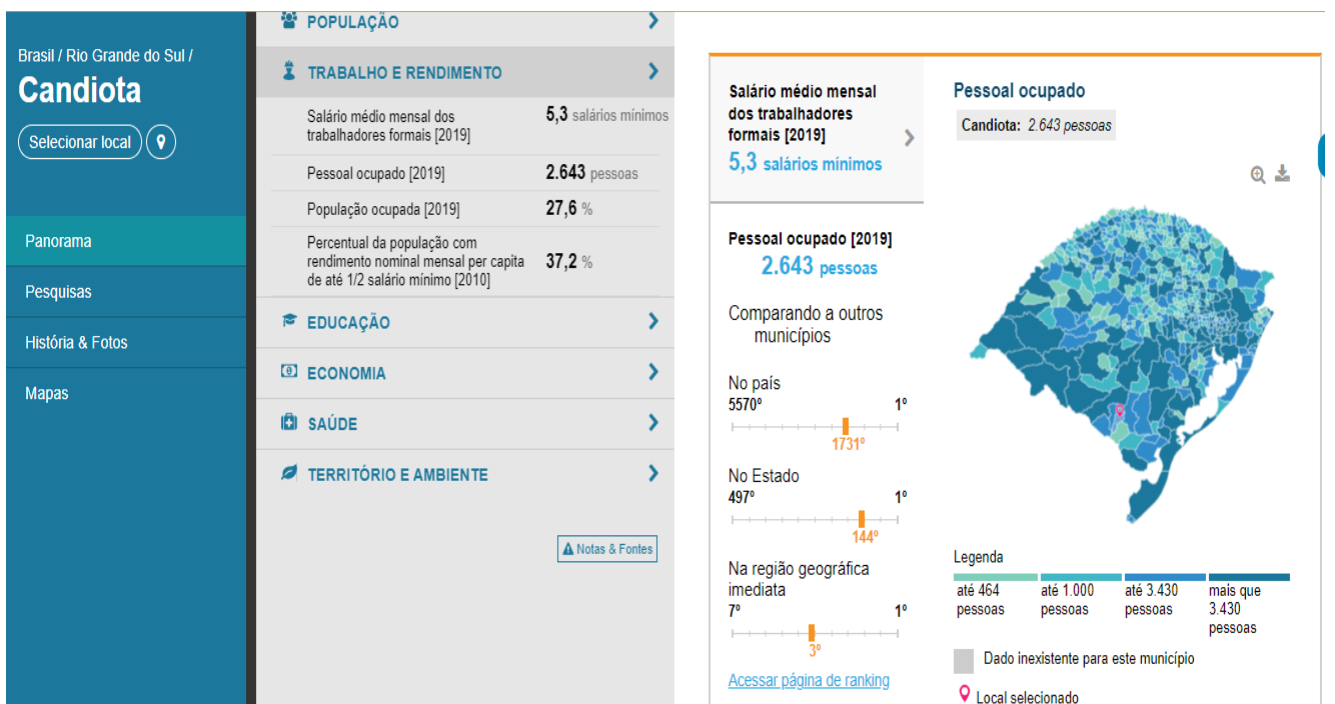 Brasil / Rio Grande do Sul /
Candiota
Selecionar local
Panorama
Pesquisas
História & Fotos
Mapas
POPULAÇÃO
TRABALHO E RENDIMENTO
Salário médio mensal dos
trabalhadores formais [2019]
5,3 salários mínimos
Pessoal ocupado [2019]
2.643 pessoas
População ocupada [2019]
27,6 %
Percentual da população com
rendimento nominal mensal per capita
de até 1/2 salário mínimo [2010]
37,2 %
EDUCAÇÃO
ECONOMIA
SAÚDE
TERRITÓRIO E AMBIENTE
Notas & Fontes
Salário médio mensal
dos trabalhadores
formais [2019]
5,3 salários mínimos
Pessoal ocupado [2019]
2.643 pessoas
Comparando a outros
municípios
No país
5570º 1º
1731º
No Estado
497º 1º
144º
Na região geográfica
imediata
7º 1º
3º
Acessar página de ranking
Pessoal ocupado
Candiota: 2.643 pessoas
Legenda
até 464
pessoas
até 1.000
pessoas
até 3.430
pessoas
mais que
3.430
pessoas
Dado inexistente para este município
Local selecionado